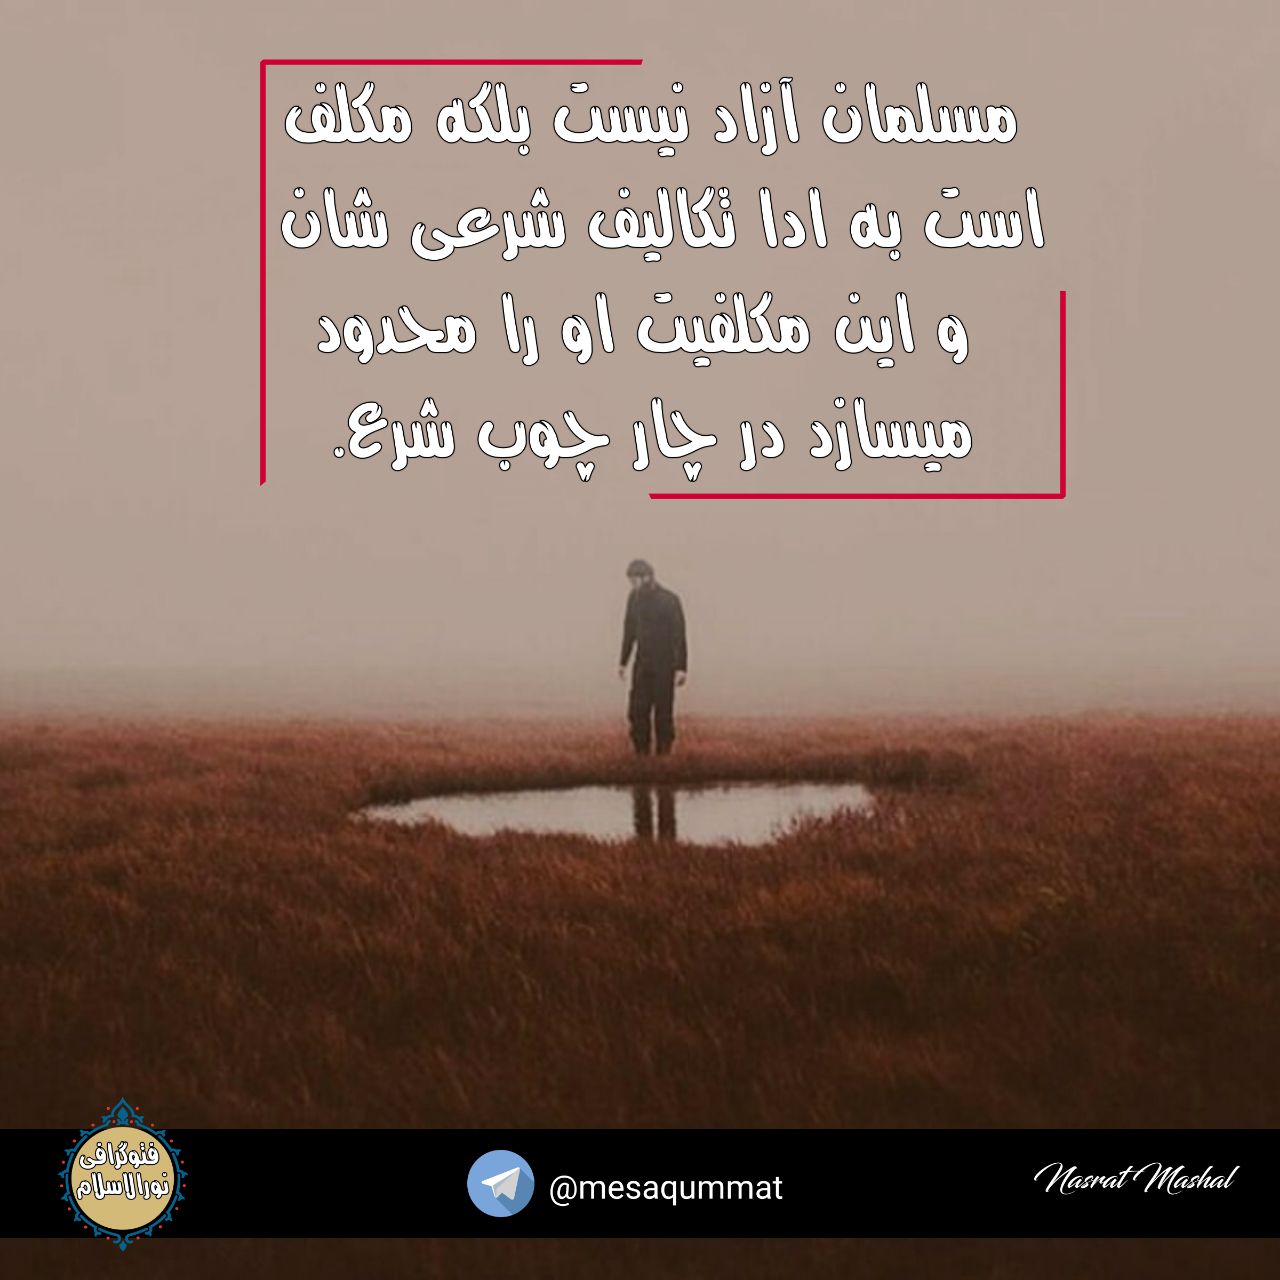 مسلمان آزاد نیست بلکه مکلف
است به ادا تکالیف شرعی شان
و این مکلفیت او را محدود
میسازد در چار چوب شرع.
فتوگرافی
نورالاسلام
@mesaqummat
Nasrat Mashal